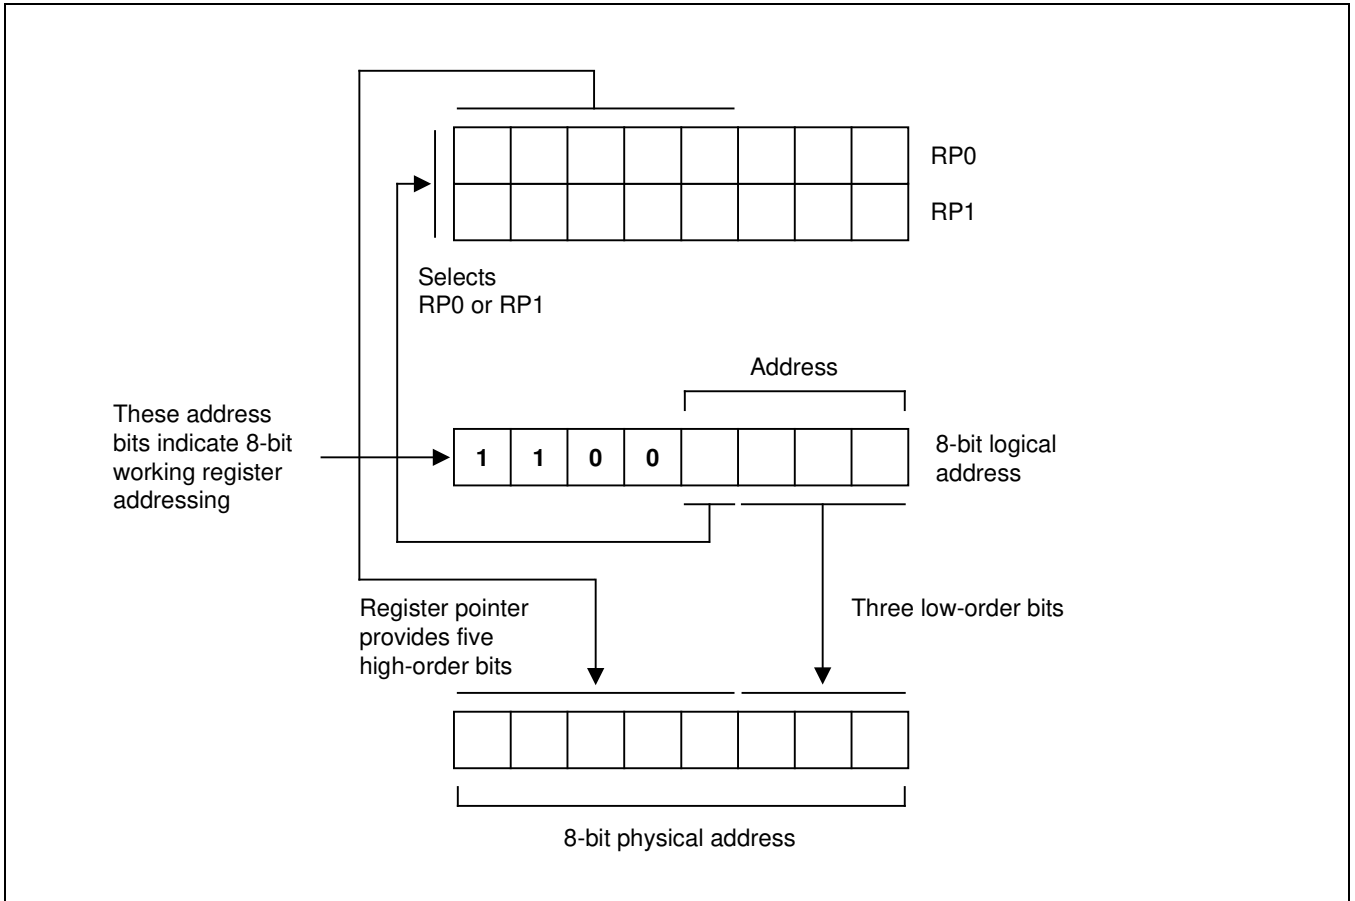 RP0
RP1
Selects
RP0 or RP1
Address
These address
bits indicate 8-bit
working register
addressing
1 1 0 0
8-bit logical
address
Register pointer
provides five
high-order bits
Three low-order bits
8-bit physical address